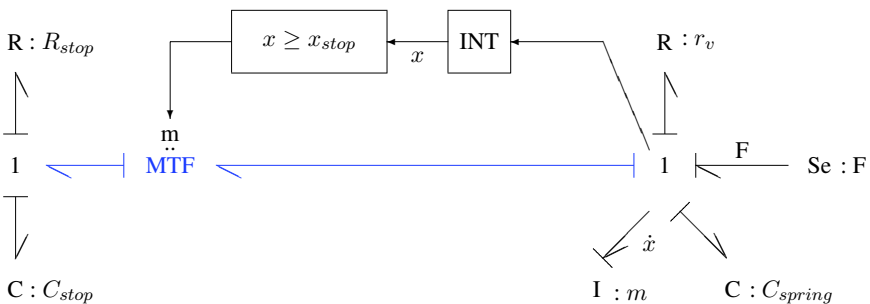 R : R_stop
x ≥ x_stop
x
INT
R : r_v
m
..
1
MTF
1
F
Se : F
ẋ
C : C_stop
I : m
C : C_spring